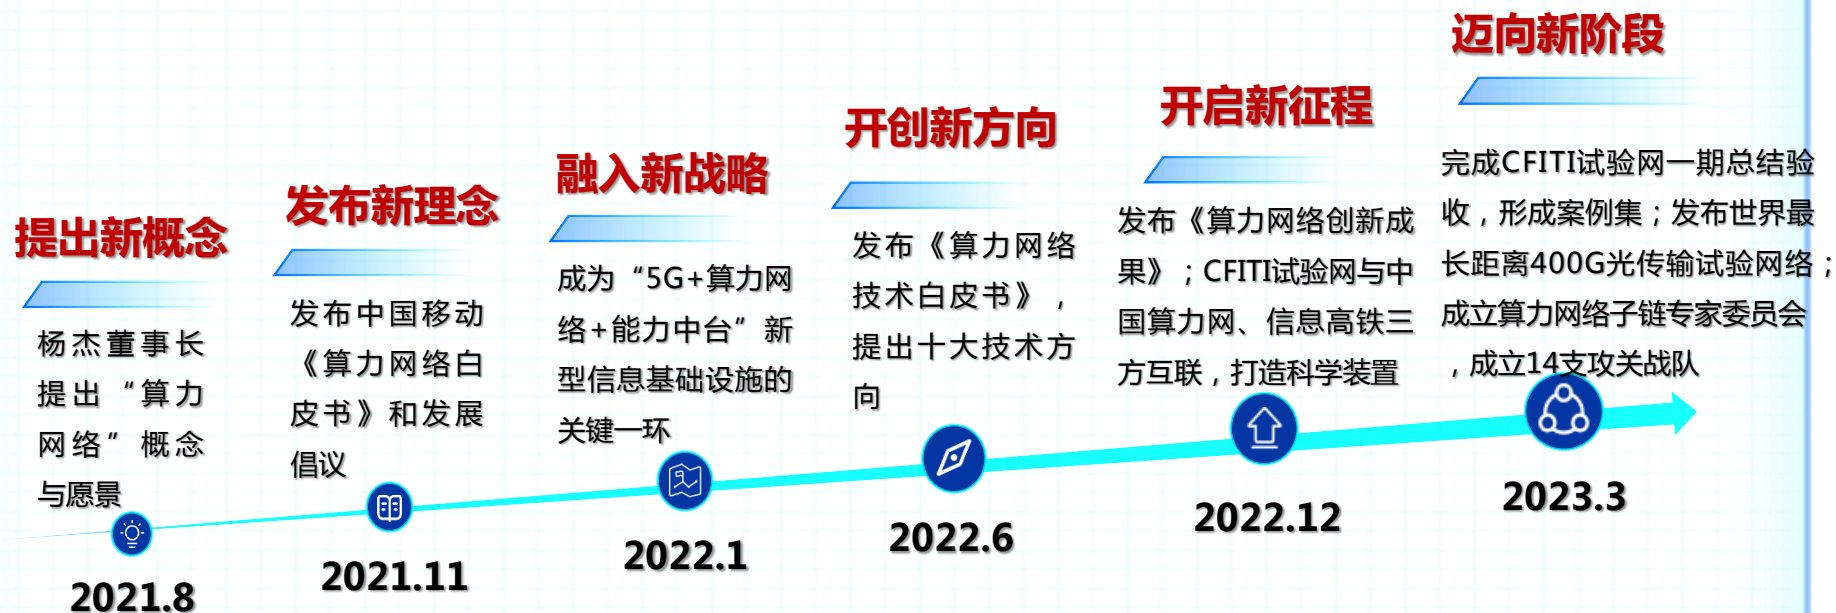 提出新概念
杨杰董事长
提出“算力
网络”概念
与愿景
2021.8
发布新理念
发布中国移动
《算力网络白
皮书》和发展
倡议
2021.11
融入新战略
成为“5G+算力网
络+能力中台”新
型信息基础设施的
关键一环
2022.1
开创新方向
发布《算力网络
技术白皮书》，
提出十大技术方
向
2022.6
开启新征程
发布《算力网络创新成
果》；CFITI试验网与中
国算力网、信息高铁三
方互联，打造科学装置
2022.12
迈向新阶段
完成CFITI试验网一期总结验
收，形成案例集；发布世界最
长距离400G光传输试验网络；
成立算力网络子链专家委员会
，成立14支攻关战队
2023.3